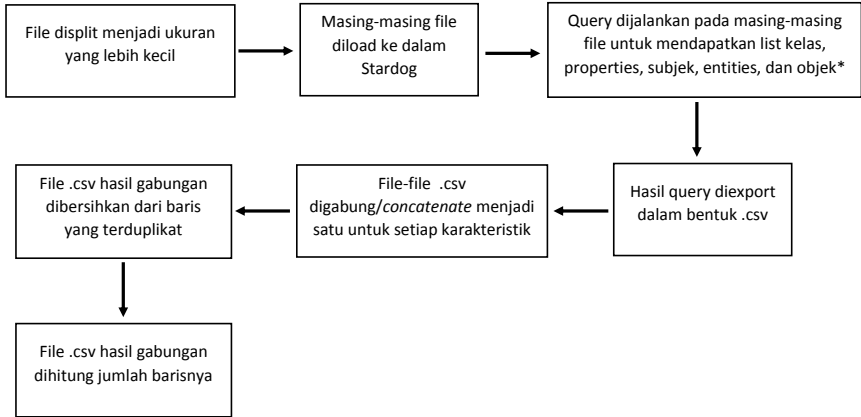 File displit menjadi ukuran
yang lebih kecil
Masing-masing file
diload ke dalam
Stardog
Query dijalankan pada masing-masing
file untuk mendapatkan list kelas,
properties, subjek, entities, dan objek*
Hasil query diexport
dalam bentuk .csv
File-file .csv
digabung/concatenate menjadi
satu untuk setiap karakteristik
File .csv hasil gabungan
dibersihkan dari baris
yang terduplikat
File .csv hasil gabungan
dihitung jumlah barisnya